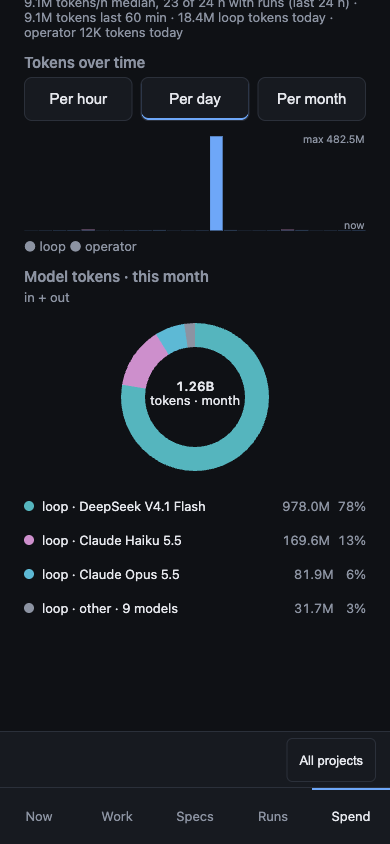 9.1M tokens/h median, 23 of 24 h with runs (last 24 h) ·
9.1M tokens last 60 min · 18.4M loop tokens today ·
operator 12K tokens today
Tokens over time
Per hour
Per day
Per month
max 482.5M
now
loop
operator
Model tokens · this month
in + out
1.26B
tokens · month
loop · DeepSeek V4.1 Flash 978.0M 78%
loop · Claude Haiku 5.5 169.6M 13%
loop · Claude Opus 5.5 81.9M 6%
loop · other · 9 models 31.7M 3%
All projects
Now
Work
Specs
Runs
Spend